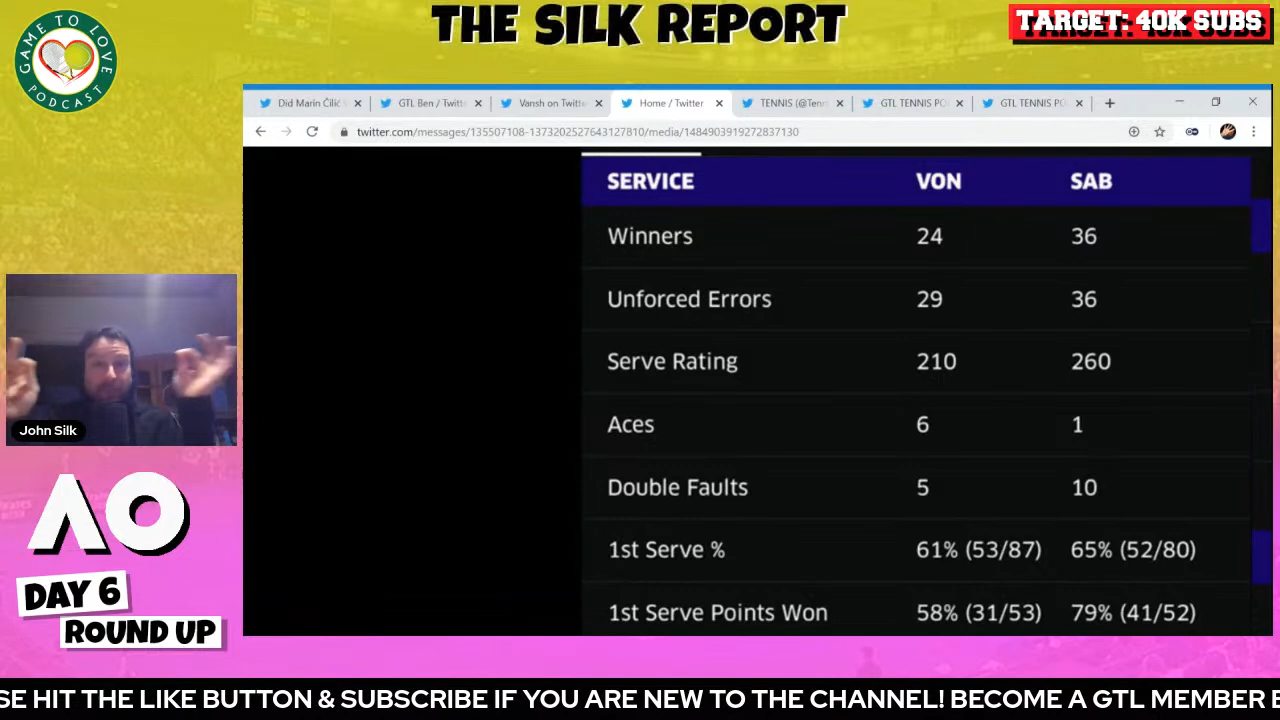 THE SILK REPORT
TARGET: 40K SUBS
GAME TO LOVE
PODCAST
Did Marin Čilić
GTL Ben / Twitte
Vansh on Twitte
Home / Twitter
TENNIS (@Tenn
GTL TENNIS PO
GTL TENNIS PO
twitter.com/messages/135507108-1373202527643127810/media/1484903919272837130
SERVICE VON SAB
Winners 24 36
Unforced Errors 29 36
Serve Rating 210 260
Aces 6 1
Double Faults 5 10
1st Serve % 61% (53/87) 65% (52/80)
1st Serve Points Won 58% (31/53) 79% (41/52)
John Silk
AO
DAY 6
ROUND UP
SE HIT THE LIKE BUTTON & SUBSCRIBE IF YOU ARE NEW TO THE CHANNEL! BECOME A GTL MEMBER